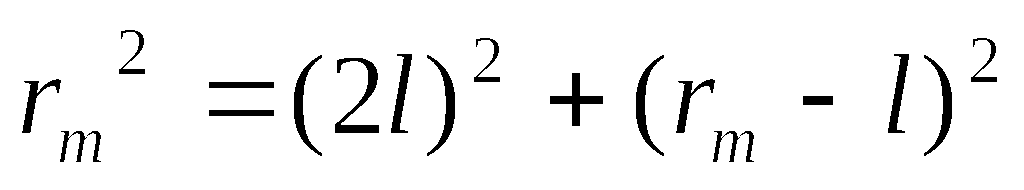 r_m^2 = (2l)^2 + (r_m - l)^2